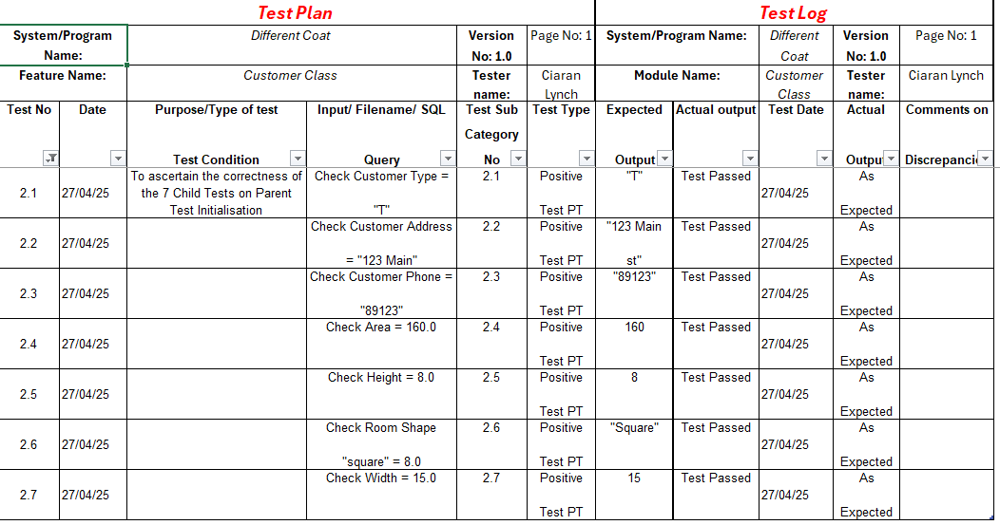 Test Plan Test Log
System/Program Name: Different Coat Version No: 1.0 Page No: 1 System/Program Name: Different Coat Version No: 1.0 Page No: 1
Feature Name: Customer Class Tester name: Ciaran Lynch Module Name: Customer Class Tester name: Ciaran Lynch
Test No Date Purpose/Type of test Test Condition Input/ Filename/ SQL Query Test Sub Category No Test Type Expected Output Actual output Test Date Actual Output Comments on Discrepanci
2.1 27/04/25 To ascertain the correctness of the 7 Child Tests on Parent Test Initialisation Check Customer Type = "T" 2.1 Positive Test PT "T" Test Passed 27/04/25 As Expected
2.2 27/04/25 Check Customer Address = "123 Main" 2.2 Positive Test PT "123 Main st" Test Passed 27/04/25 As Expected
2.3 27/04/25 Check Customer Phone = "89123" 2.3 Positive Test PT "89123" Test Passed 27/04/25 As Expected
2.4 27/04/25 Check Area = 160.0 2.4 Positive Test PT 160 Test Passed 27/04/25 As Expected
2.5 27/04/25 Check Height = 8.0 2.5 Positive Test PT 8 Test Passed 27/04/25 As Expected
2.6 27/04/25 Check Room Shape "square" = 8.0 2.6 Positive Test PT "Square" Test Passed 27/04/25 As Expected
2.7 27/04/25 Check Width = 15.0 2.7 Positive Test PT 15 Test Passed 27/04/25 As Expected